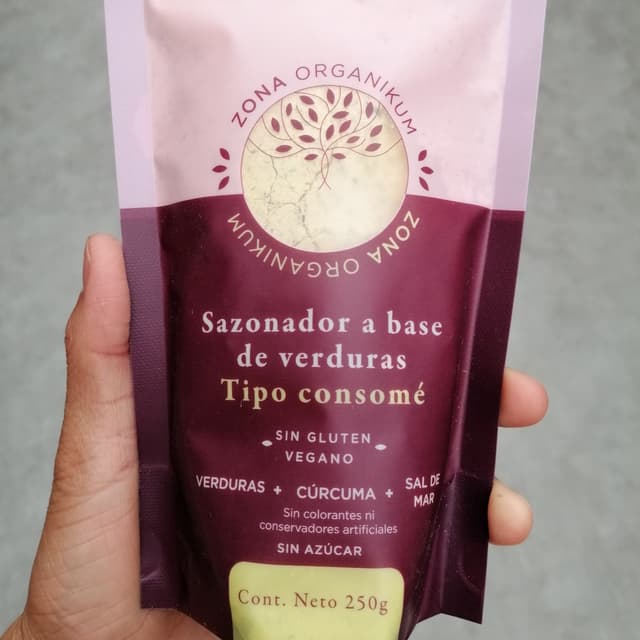 ZONA ORGANIKUM
ZONA ORGANIKUM
Sazonador a base
de verduras
Tipo consomé
SIN GLUTEN
VEGANO
VERDURAS + CÚRCUMA + SAL DE
MAR
Sin colorantes ni
conservadores artificiales
SIN AZÚCAR
Cont. Neto 250g